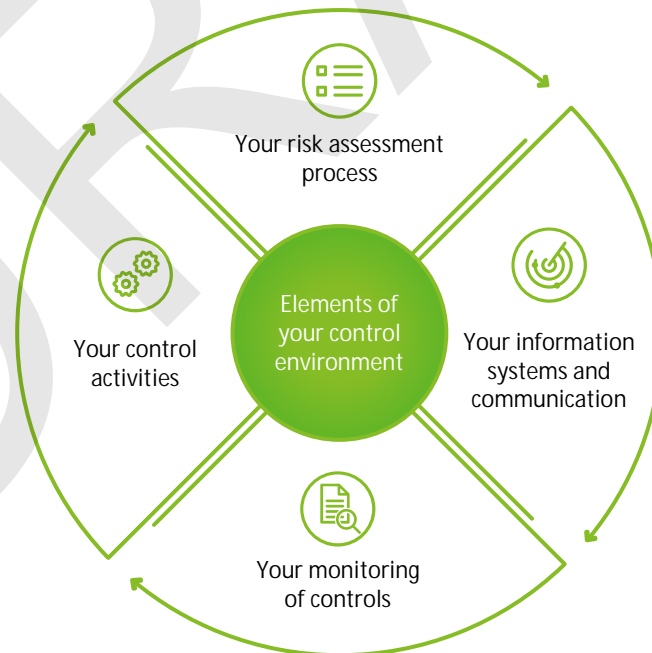 Your risk assessment
process
Elements of
your control
environment
Your control
activities
Your information
systems and
communication
Your monitoring
of controls